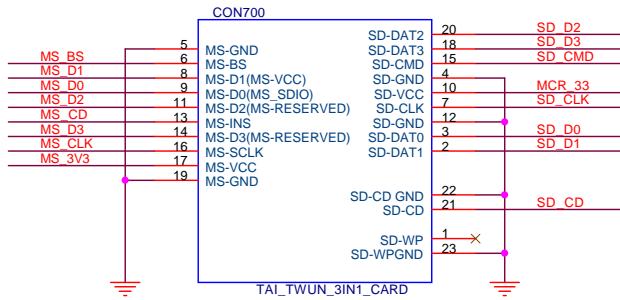 CON700
5 MS-GND
MS_BS 6 MS-BS
MS_D1 8 MS-D1(MS-VCC)
MS_D0 9 MS-D0(MS_SDIO)
MS_D2 11 MS-D2(MS-RESERVED)
MS_CD 13 MS-INS
MS_D3 14 MS-D3(MS-RESERVED)
MS_CLK 16 MS-SCLK
MS_3V3 17 MS-VCC
19 MS-GND
SD-DAT2 20 SD_D2
SD-DAT3 18 SD_D3
SD-CMD 15 SD_CMD
SD-GND 4
SD-VCC 10 MCR_33
SD-CLK 7 SD_CLK
SD-GND 12
SD-DAT0 3 SD_D0
SD-DAT1 2 SD_D1
SD-CD GND 22
SD-CD 21 SD_CD
SD-WP 1
SD-WPGND 23
TAI_TWUN_3IN1_CARD